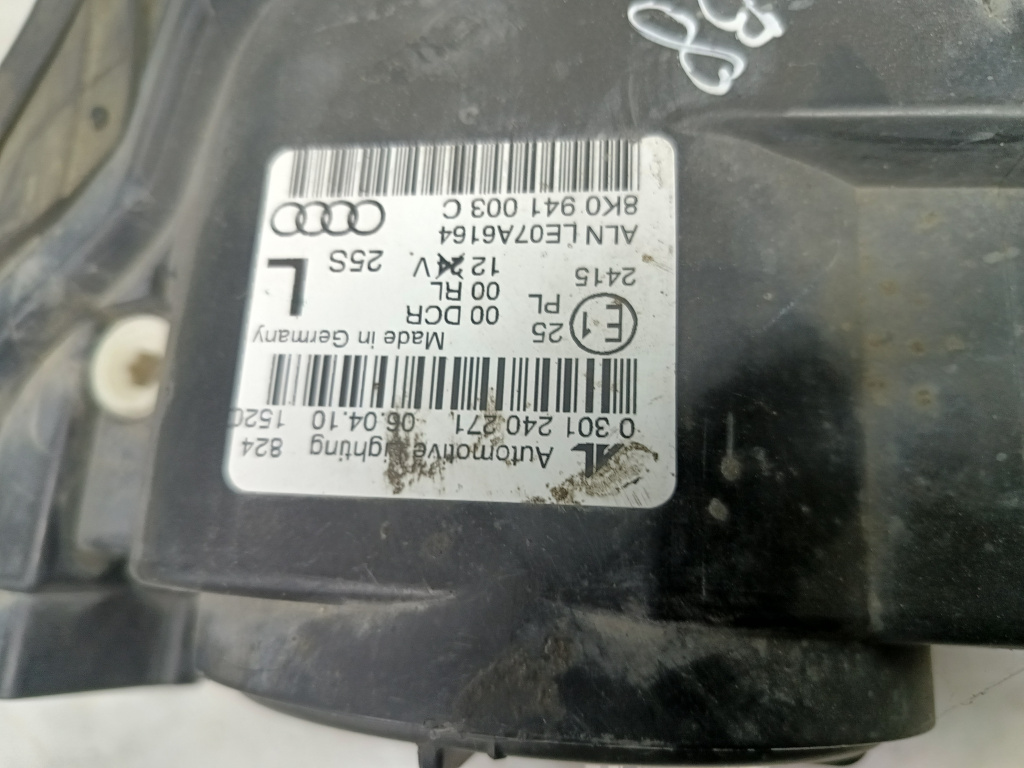 AL Automotive Lighting 824
0 301 240 271 06.04.10 1520
Made in Germany
E1 25 PL
2415
00 DCR
00 RL
12 V
L
25S
ALN LE07A6164
8K0 941 003 C